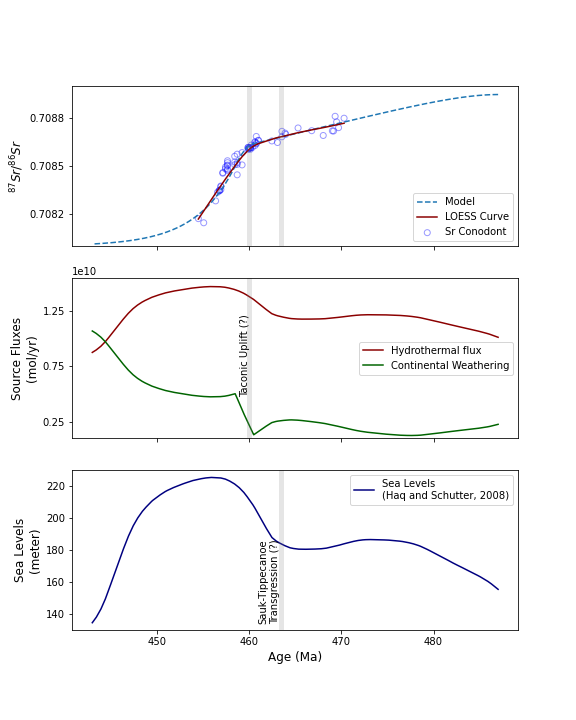 0.7088
0.7085
0.7082
⁸⁷Sr/⁸⁶Sr
Model
LOESS Curve
Sr Conodont
1e10
1.25
0.75
0.25
Source Fluxes
(mol/yr)
Taconic Uplift (?)
Hydrothermal flux
Continental Weathering
220
200
180
160
140
Sea Levels
(meter)
Sauk-Tippecanoe
Transgression (?)
Sea Levels
(Haq and Schutter, 2008)
450
460
470
480
Age (Ma)